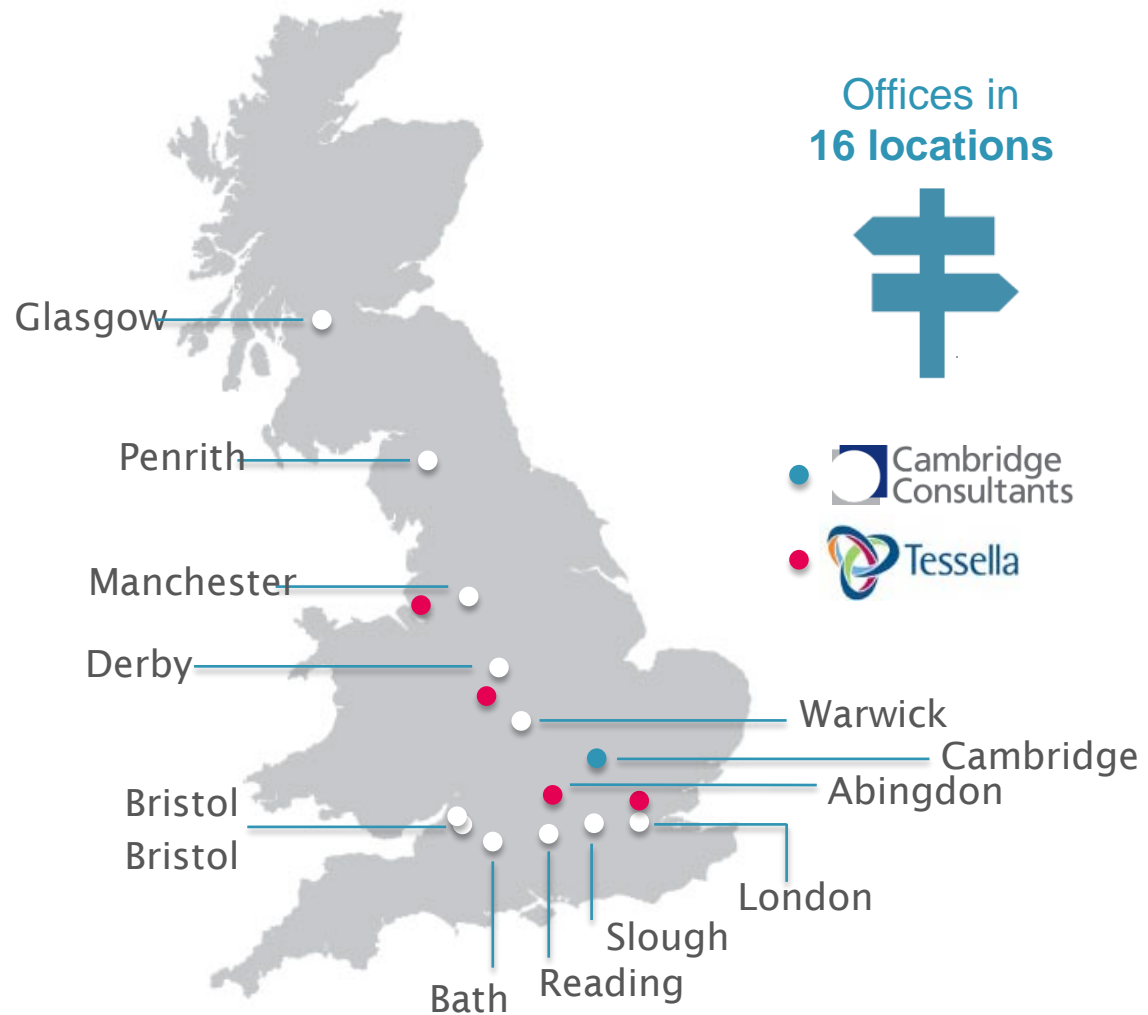 Offices in
16 locations
Glasgow
Penrith
Cambridge
Consultants
Tessella
Manchester
Derby
Warwick
Cambridge
Abingdon
Bristol
Bristol
London
Slough
Reading
Bath